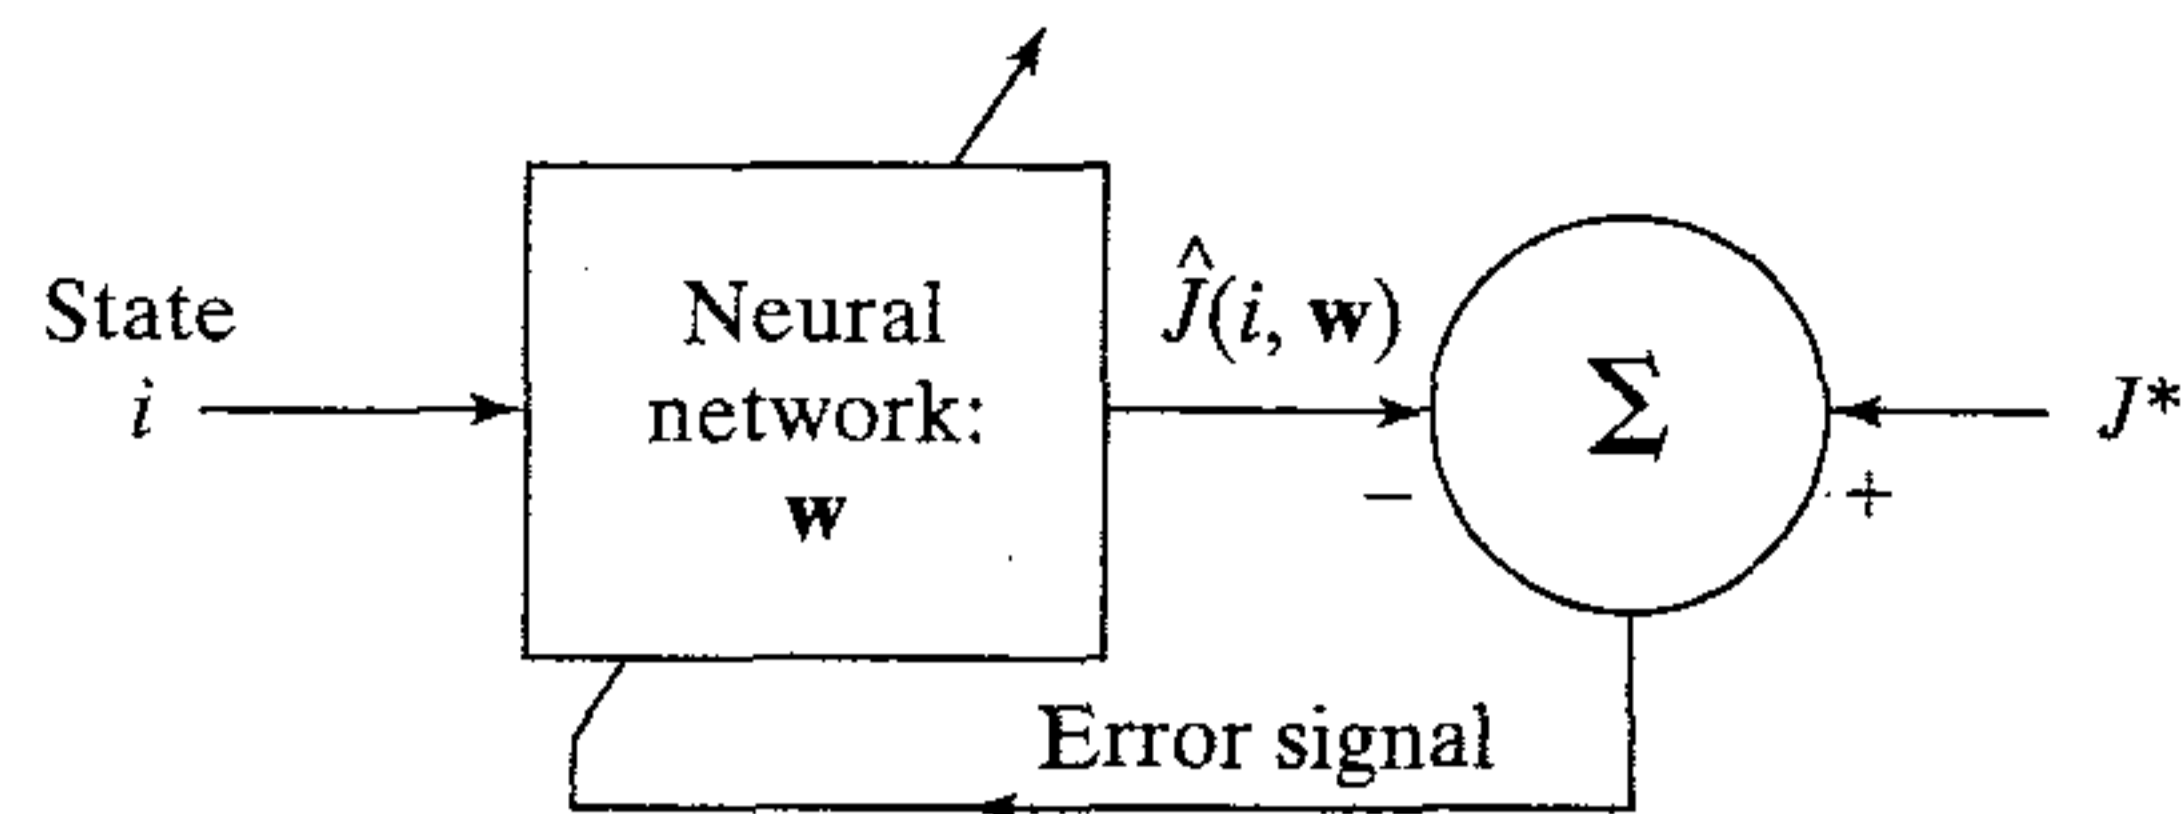 State
i
Neural
network:
w
Ĵ(i, w)
Σ
J*
−
+
Error signal